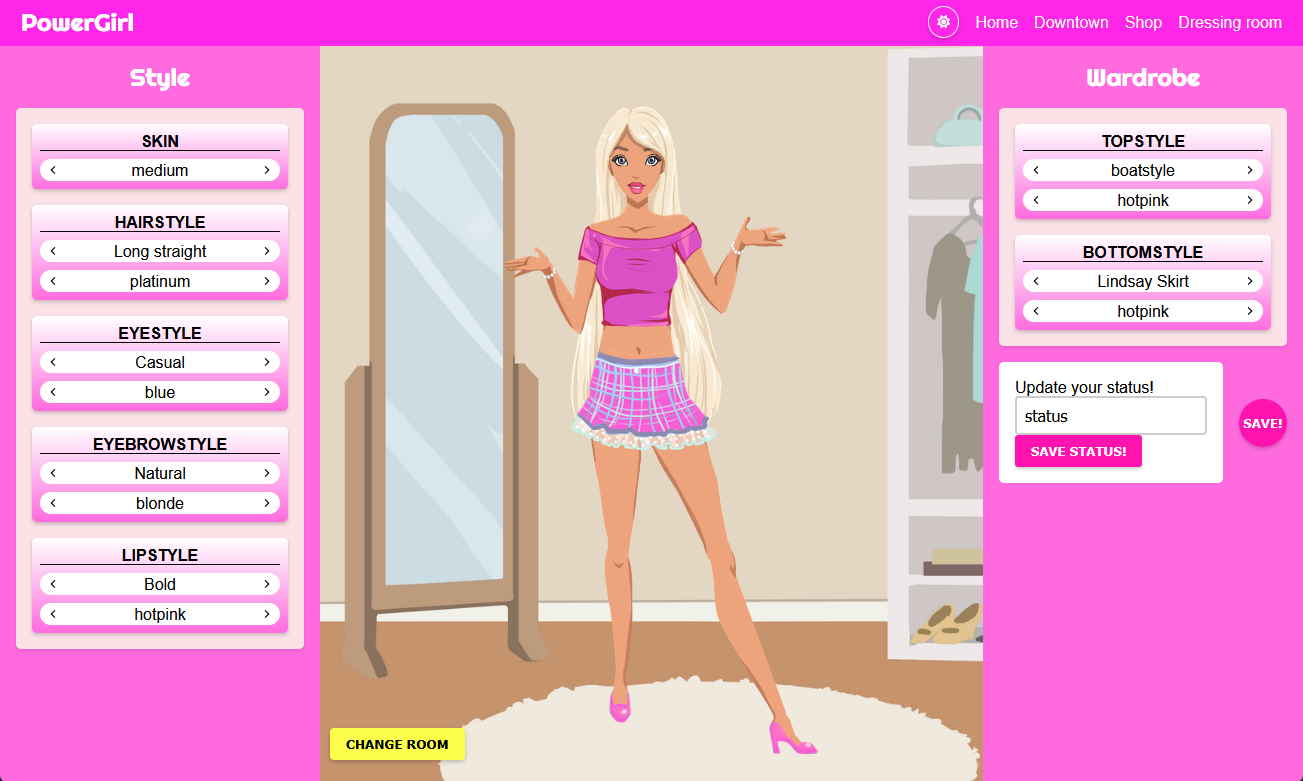 PowerGirl
Home Downtown Shop Dressing room
Style
SKIN
medium
HAIRSTYLE
Long straight
platinum
EYESTYLE
Casual
blue
EYEBROWSTYLE
Natural
blonde
LIPSTYLE
Bold
hotpink
CHANGE ROOM
Wardrobe
TOPSTYLE
boatstyle
hotpink
BOTTOMSTYLE
Lindsay Skirt
hotpink
Update your status!
status
SAVE STATUS!
SAVE!